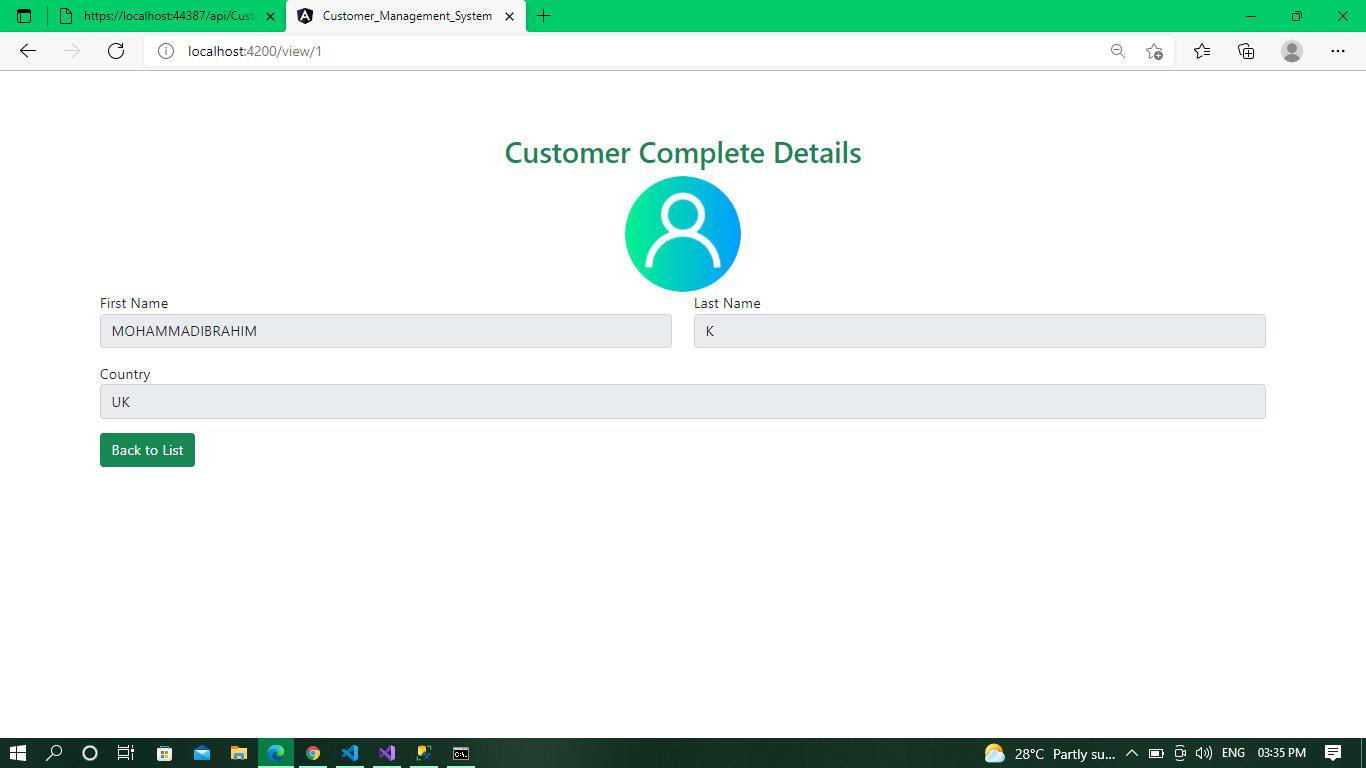 https://localhost:44387/api/Cust
Customer_Management_System
localhost:4200/view/1
Customer Complete Details
First Name
Last Name
MOHAMMADIBRAHIM
K
Country
UK
Back to List
28°C Partly su...
ENG
03:35 PM